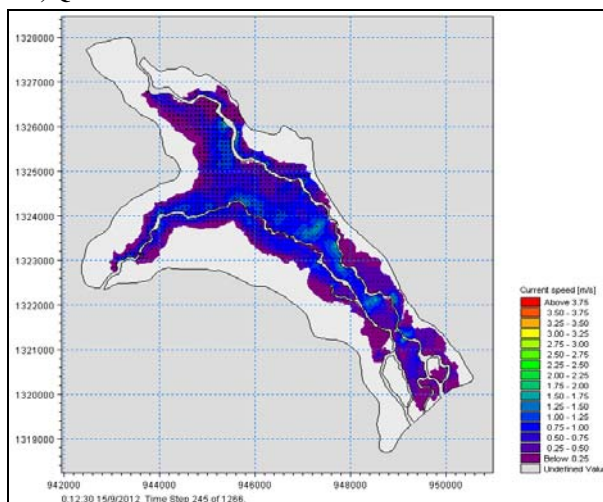 1328000
1327000
1326000
1325000
1324000
1323000
1322000
1321000
1320000
1319000
942000 944000 946000 948000 950000
0:12:30 15/9/2012 Time Step 245 of 1266.
Current speed [m/s]
Above 3.75
3.50 - 3.75
3.25 - 3.50
3.00 - 3.25
2.75 - 3.00
2.50 - 2.75
2.25 - 2.50
2.00 - 2.25
1.75 - 2.00
1.50 - 1.75
1.25 - 1.50
1.00 - 1.25
0.75 - 1.00
0.50 - 0.75
0.25 - 0.50
Below 0.25
Undefined Value